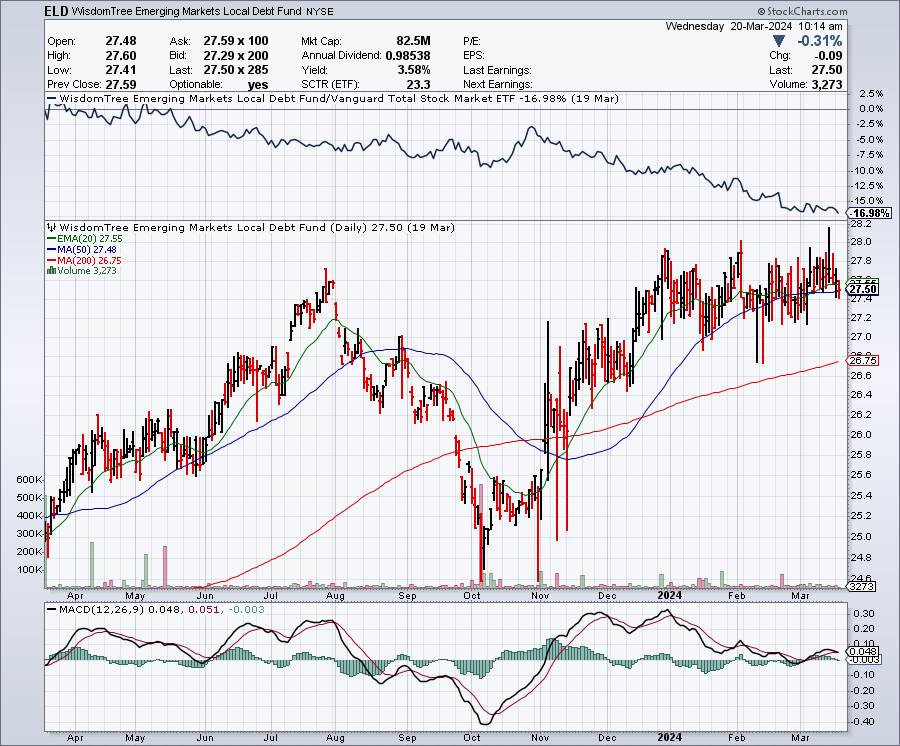 ELD WisdomTree Emerging Markets Local Debt Fund NYSE
© StockCharts.com
Wednesday 20-Mar-2024 10:14 am
Open: 27.48 Ask: 27.59 x 100 Mkt Cap: 82.5M P/E: ▼ -0.31%
High: 27.60 Bid: 27.29 x 200 Annual Dividend: 0.98538 EPS: Chg: -0.09
Low: 27.41 Last: 27.50 x 285 Yield: 3.58% Last Earnings: Last: 27.50
Prev Close: 27.59 Optionable: yes SCTR (ETF): 23.3 Next Earnings: Volume: 3,273
WisdomTree Emerging Markets Local Debt Fund/Vanguard Total Stock Market ETF -16.98% (19 Mar)
2.5%
0.0%
-2.5%
-5.0%
-7.5%
-10.0%
-12.5%
-15.0%
-16.98%
WisdomTree Emerging Markets Local Debt Fund (Daily) 27.50 (19 Mar)
EMA(20) 27.55
MA(50) 27.48
MA(200) 26.75
Volume 3,273
28.2
28.0
27.8
27.50
27.4
27.2
27.0
26.75
26.6
26.4
26.2
26.0
25.8
25.6
25.4
25.2
25.0
24.8
24.6
3273
600K
500K
400K
300K
200K
100K
Apr May Jun Jul Aug Sep Oct Nov Dec 2024 Feb Mar
MACD(12,26,9) 0.048, 0.051, -0.003
0.30
0.20
0.10
0.048
-0.003
-0.10
-0.20
-0.30
-0.40
Apr May Jun Jul Aug Sep Oct Nov Dec 2024 Feb Mar